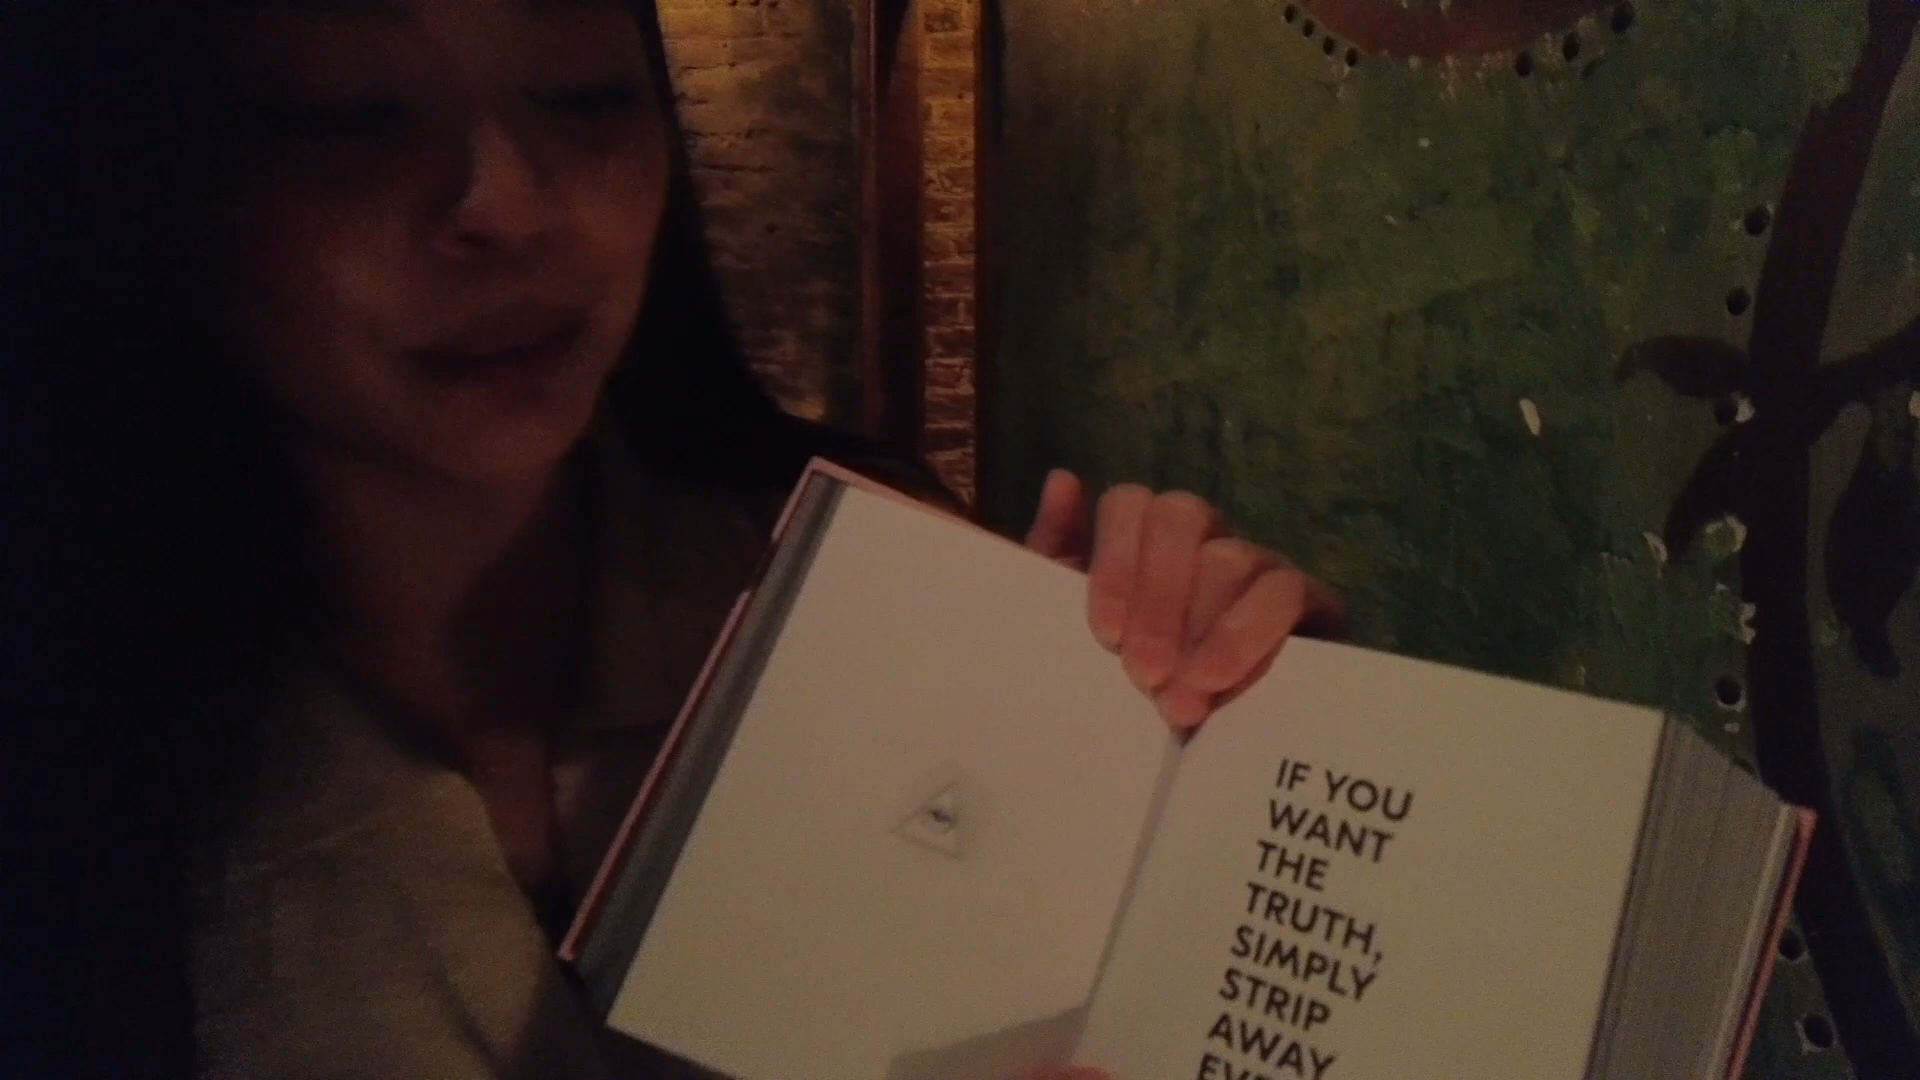 IF YOU
WANT
THE
TRUTH,
SIMPLY
STRIP
AWAY